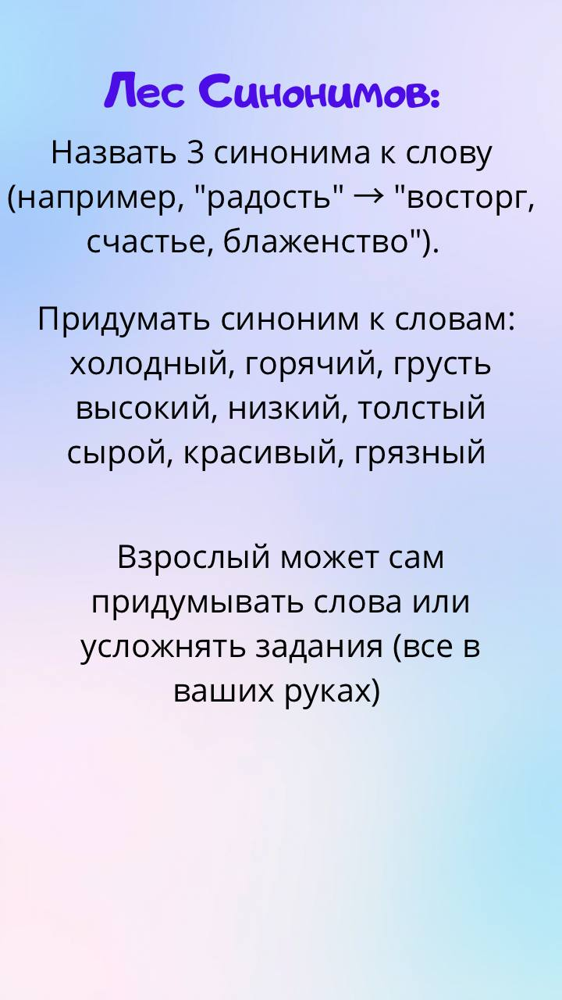 Лес Синонимов:
Назвать 3 синонима к слову
(например, "радость" → "восторг,
счастье, блаженство").
Придумать синоним к словам:
холодный, горячий, грусть
высокий, низкий, толстый
сырой, красивый, грязный
Взрослый может сам
придумывать слова или
усложнять задания (все в
ваших руках)